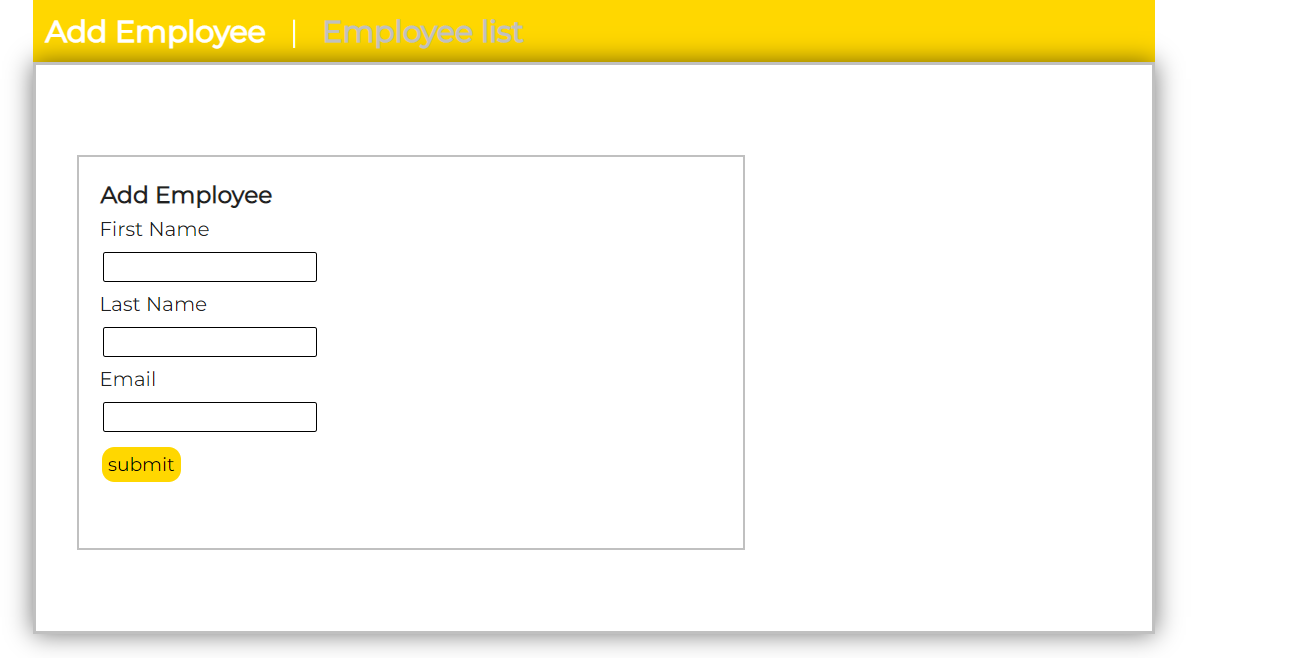 Add Employee | Employee list
Add Employee
First Name
Last Name
Email
submit